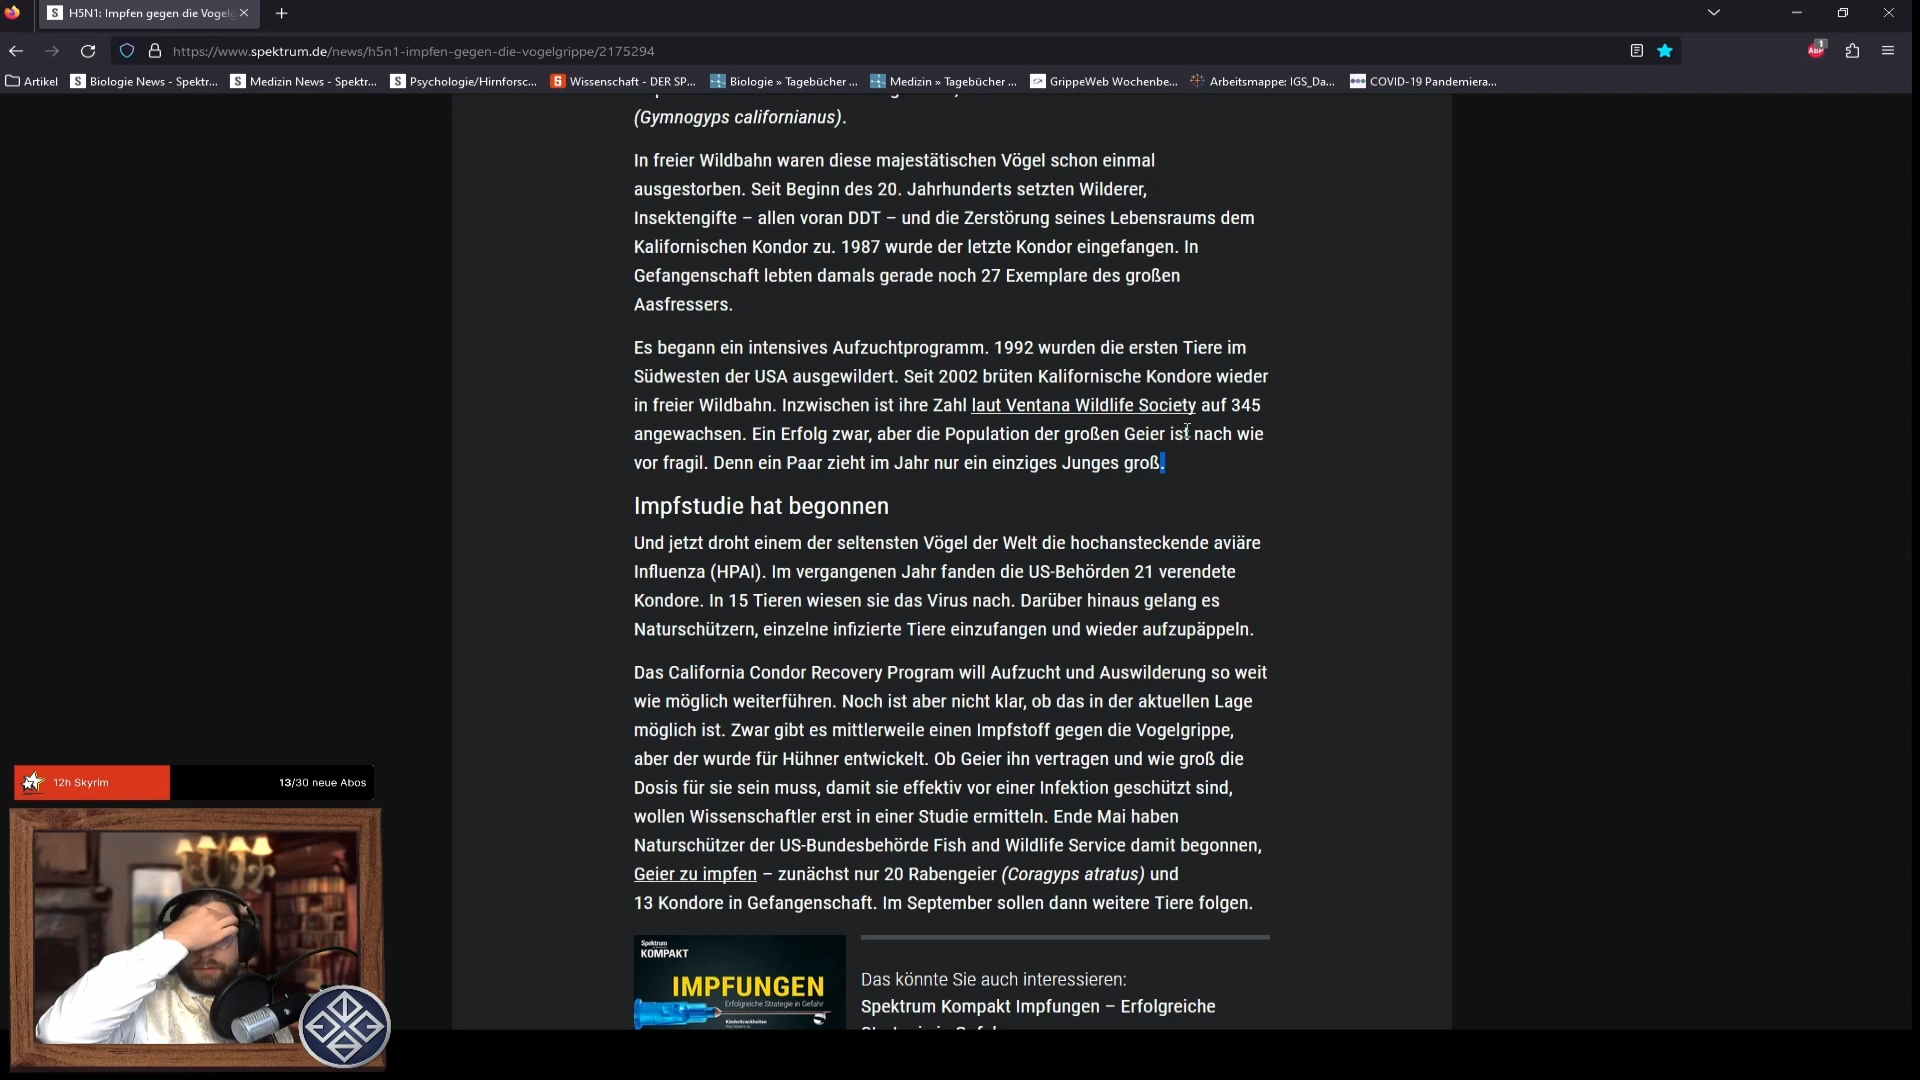 H5N1: Impfen gegen die Vogelg
https://www.spektrum.de/news/h5n1-impfen-gegen-die-vogelgrippe/2175294
Artikel
Biologie News - Spektr...
Medizin News - Spektr...
Psychologie/Hirnforsc...
Wissenschaft - DER SP...
Biologie » Tagebücher ...
Medizin » Tagebücher ...
GrippeWeb Wochenbe...
Arbeitsmappe: IGS_Da...
COVID-19 Pandemiera...
(Gymnogyps californianus).
In freier Wildbahn waren diese majestätischen Vögel schon einmal
ausgestorben. Seit Beginn des 20. Jahrhunderts setzten Wilderer,
Insektengifte – allen voran DDT – und die Zerstörung seines Lebensraums dem
Kalifornischen Kondor zu. 1987 wurde der letzte Kondor eingefangen. In
Gefangenschaft lebten damals gerade noch 27 Exemplare des großen
Aasfressers.
Es begann ein intensives Aufzuchtprogramm. 1992 wurden die ersten Tiere im
Südwesten der USA ausgewildert. Seit 2002 brüten Kalifornische Kondore wieder
in freier Wildbahn. Inzwischen ist ihre Zahl laut Ventana Wildlife Society auf 345
angewachsen. Ein Erfolg zwar, aber die Population der großen Geier ist nach wie
vor fragil. Denn ein Paar zieht im Jahr nur ein einziges Junges groß.
Impfstudie hat begonnen
Und jetzt droht einem der seltensten Vögel der Welt die hochansteckende aviäre
Influenza (HPAI). Im vergangenen Jahr fanden die US-Behörden 21 verendete
Kondore. In 15 Tieren wiesen sie das Virus nach. Darüber hinaus gelang es
Naturschützern, einzelne infizierte Tiere einzufangen und wieder aufzupäppeln.
Das California Condor Recovery Program will Aufzucht und Auswilderung so weit
wie möglich weiterführen. Noch ist aber nicht klar, ob das in der aktuellen Lage
möglich ist. Zwar gibt es mittlerweile einen Impfstoff gegen die Vogelgrippe,
aber der wurde für Hühner entwickelt. Ob Geier ihn vertragen und wie groß die
Dosis für sie sein muss, damit sie effektiv vor einer Infektion geschützt sind,
wollen Wissenschaftler erst in einer Studie ermitteln. Ende Mai haben
Naturschützer der US-Bundesbehörde Fish and Wildlife Service damit begonnen,
Geier zu impfen – zunächst nur 20 Rabengeier (Coragyps atratus) und
13 Kondore in Gefangenschaft. Im September sollen dann weitere Tiere folgen.
12h Skyrim
13/30 neue Abos
Spektrum
KOMPAKT
IMPFUNGEN
Erfolgreiche Strategie in Gefahr
Kinderkrankheiten
Das könnte Sie auch interessieren:
Spektrum Kompakt Impfungen – Erfolgreiche